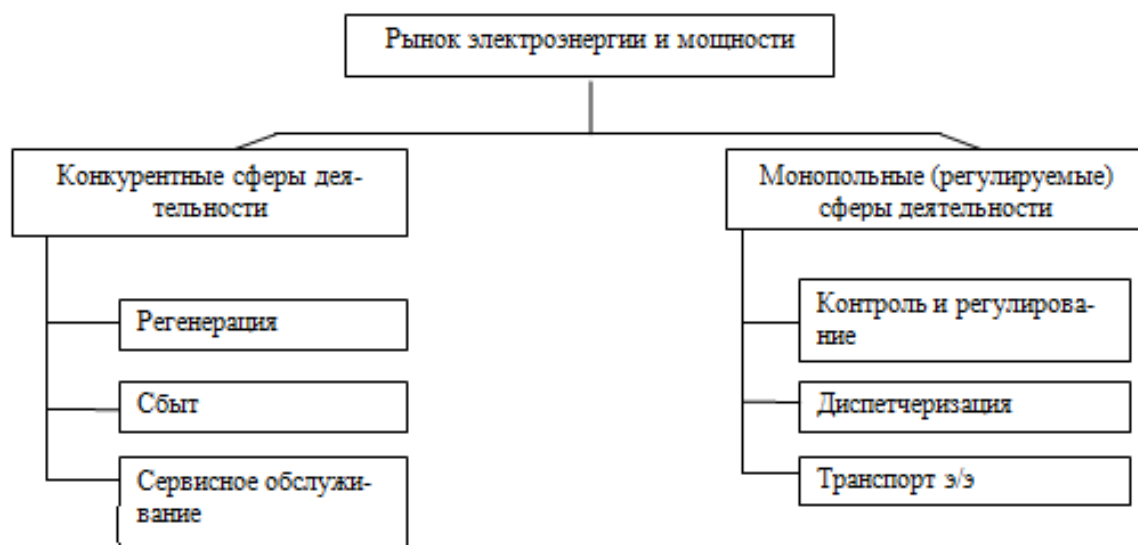 Рынок электроэнергии и мощности
Конкурентные сферы дея-
тельности
Регенерация
Сбыт
Сервисное обслужи-
вание
Монопольные (регулируемые)
сферы деятельности
Контроль и регулирова-
ние
Диспетчеризация
Транспорт э/э